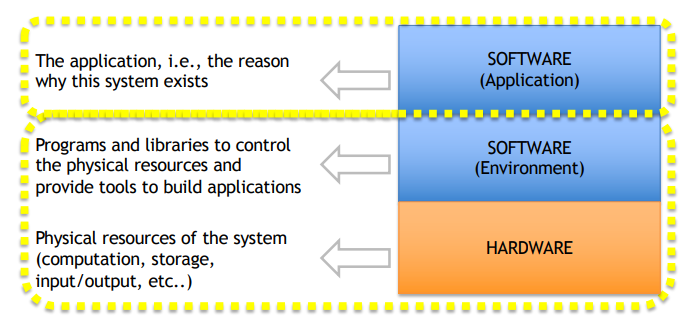 The application, i.e., the reason
why this system exists
SOFTWARE
(Application)
Programs and libraries to control
the physical resources and
provide tools to build applications
SOFTWARE
(Environment)
Physical resources of the system
(computation, storage,
input/output, etc..)
HARDWARE